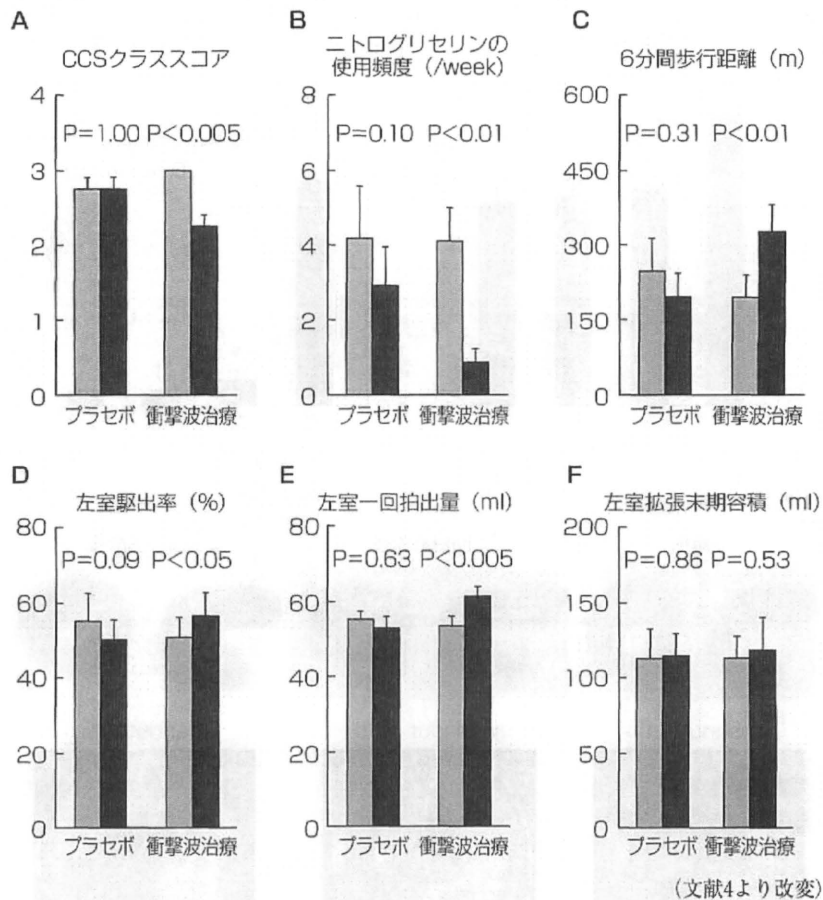 A
CCSクラススコア
4
3
2
1
0
P=1.00 P<0.005
プラセボ 衝撃波治療
B
ニトログリセリンの
使用頻度（/week）
8
6
4
2
0
P=0.10 P<0.01
プラセボ 衝撃波治療
C
6分間歩行距離（m）
600
450
300
150
0
P=0.31 P<0.01
プラセボ 衝撃波治療
D
左室駆出率（%）
80
60
40
20
0
P=0.09 P<0.05
プラセボ 衝撃波治療
E
左室一回拍出量（ml）
80
60
40
20
0
P=0.63 P<0.005
プラセボ 衝撃波治療
F
左室拡張末期容積（ml）
200
150
100
50
0
P=0.86 P=0.53
プラセボ 衝撃波治療
（文献4より改変）